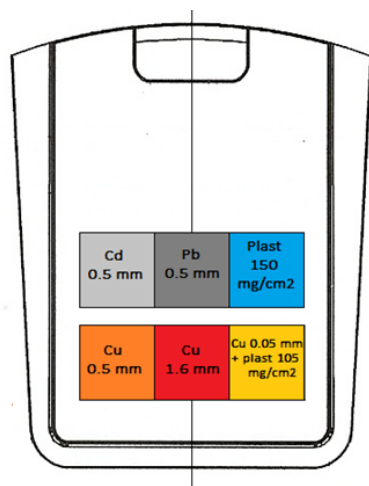 Cd
0.5 mm
Pb
0.5 mm
Plast
150
mg/cm2
Cu
0.5 mm
Cu
1.6 mm
Cu 0.05 mm
+ plast 105
mg/cm2